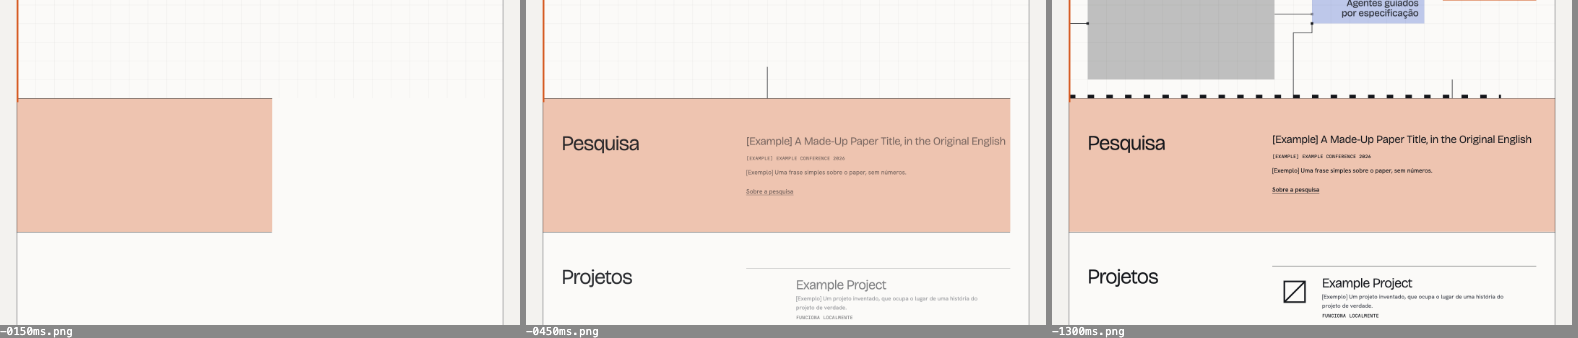 -0150ms.png
Pesquisa
[Example] A Made-Up Paper Title, in the Original English
[EXAMPLE] EXAMPLE CONFERENCE 2026
[Exemplo] Uma frase simples sobre o paper, sem números.
Sobre a pesquisa
Projetos
Example Project
[Exemplo] Um projeto inventado, que ocupa o lugar de uma história do
projeto de verdade.
FUNCIONA LOCALMENTE
-0450ms.png
Agentes guiados
por especificação
Pesquisa
[Example] A Made-Up Paper Title, in the Original English
[EXAMPLE] EXAMPLE CONFERENCE 2026
[Exemplo] Uma frase simples sobre o paper, sem números.
Sobre a pesquisa
Projetos
Example Project
[Exemplo] Um projeto inventado, que ocupa o lugar de uma história do
projeto de verdade.
FUNCIONA LOCALMENTE
-1300ms.png